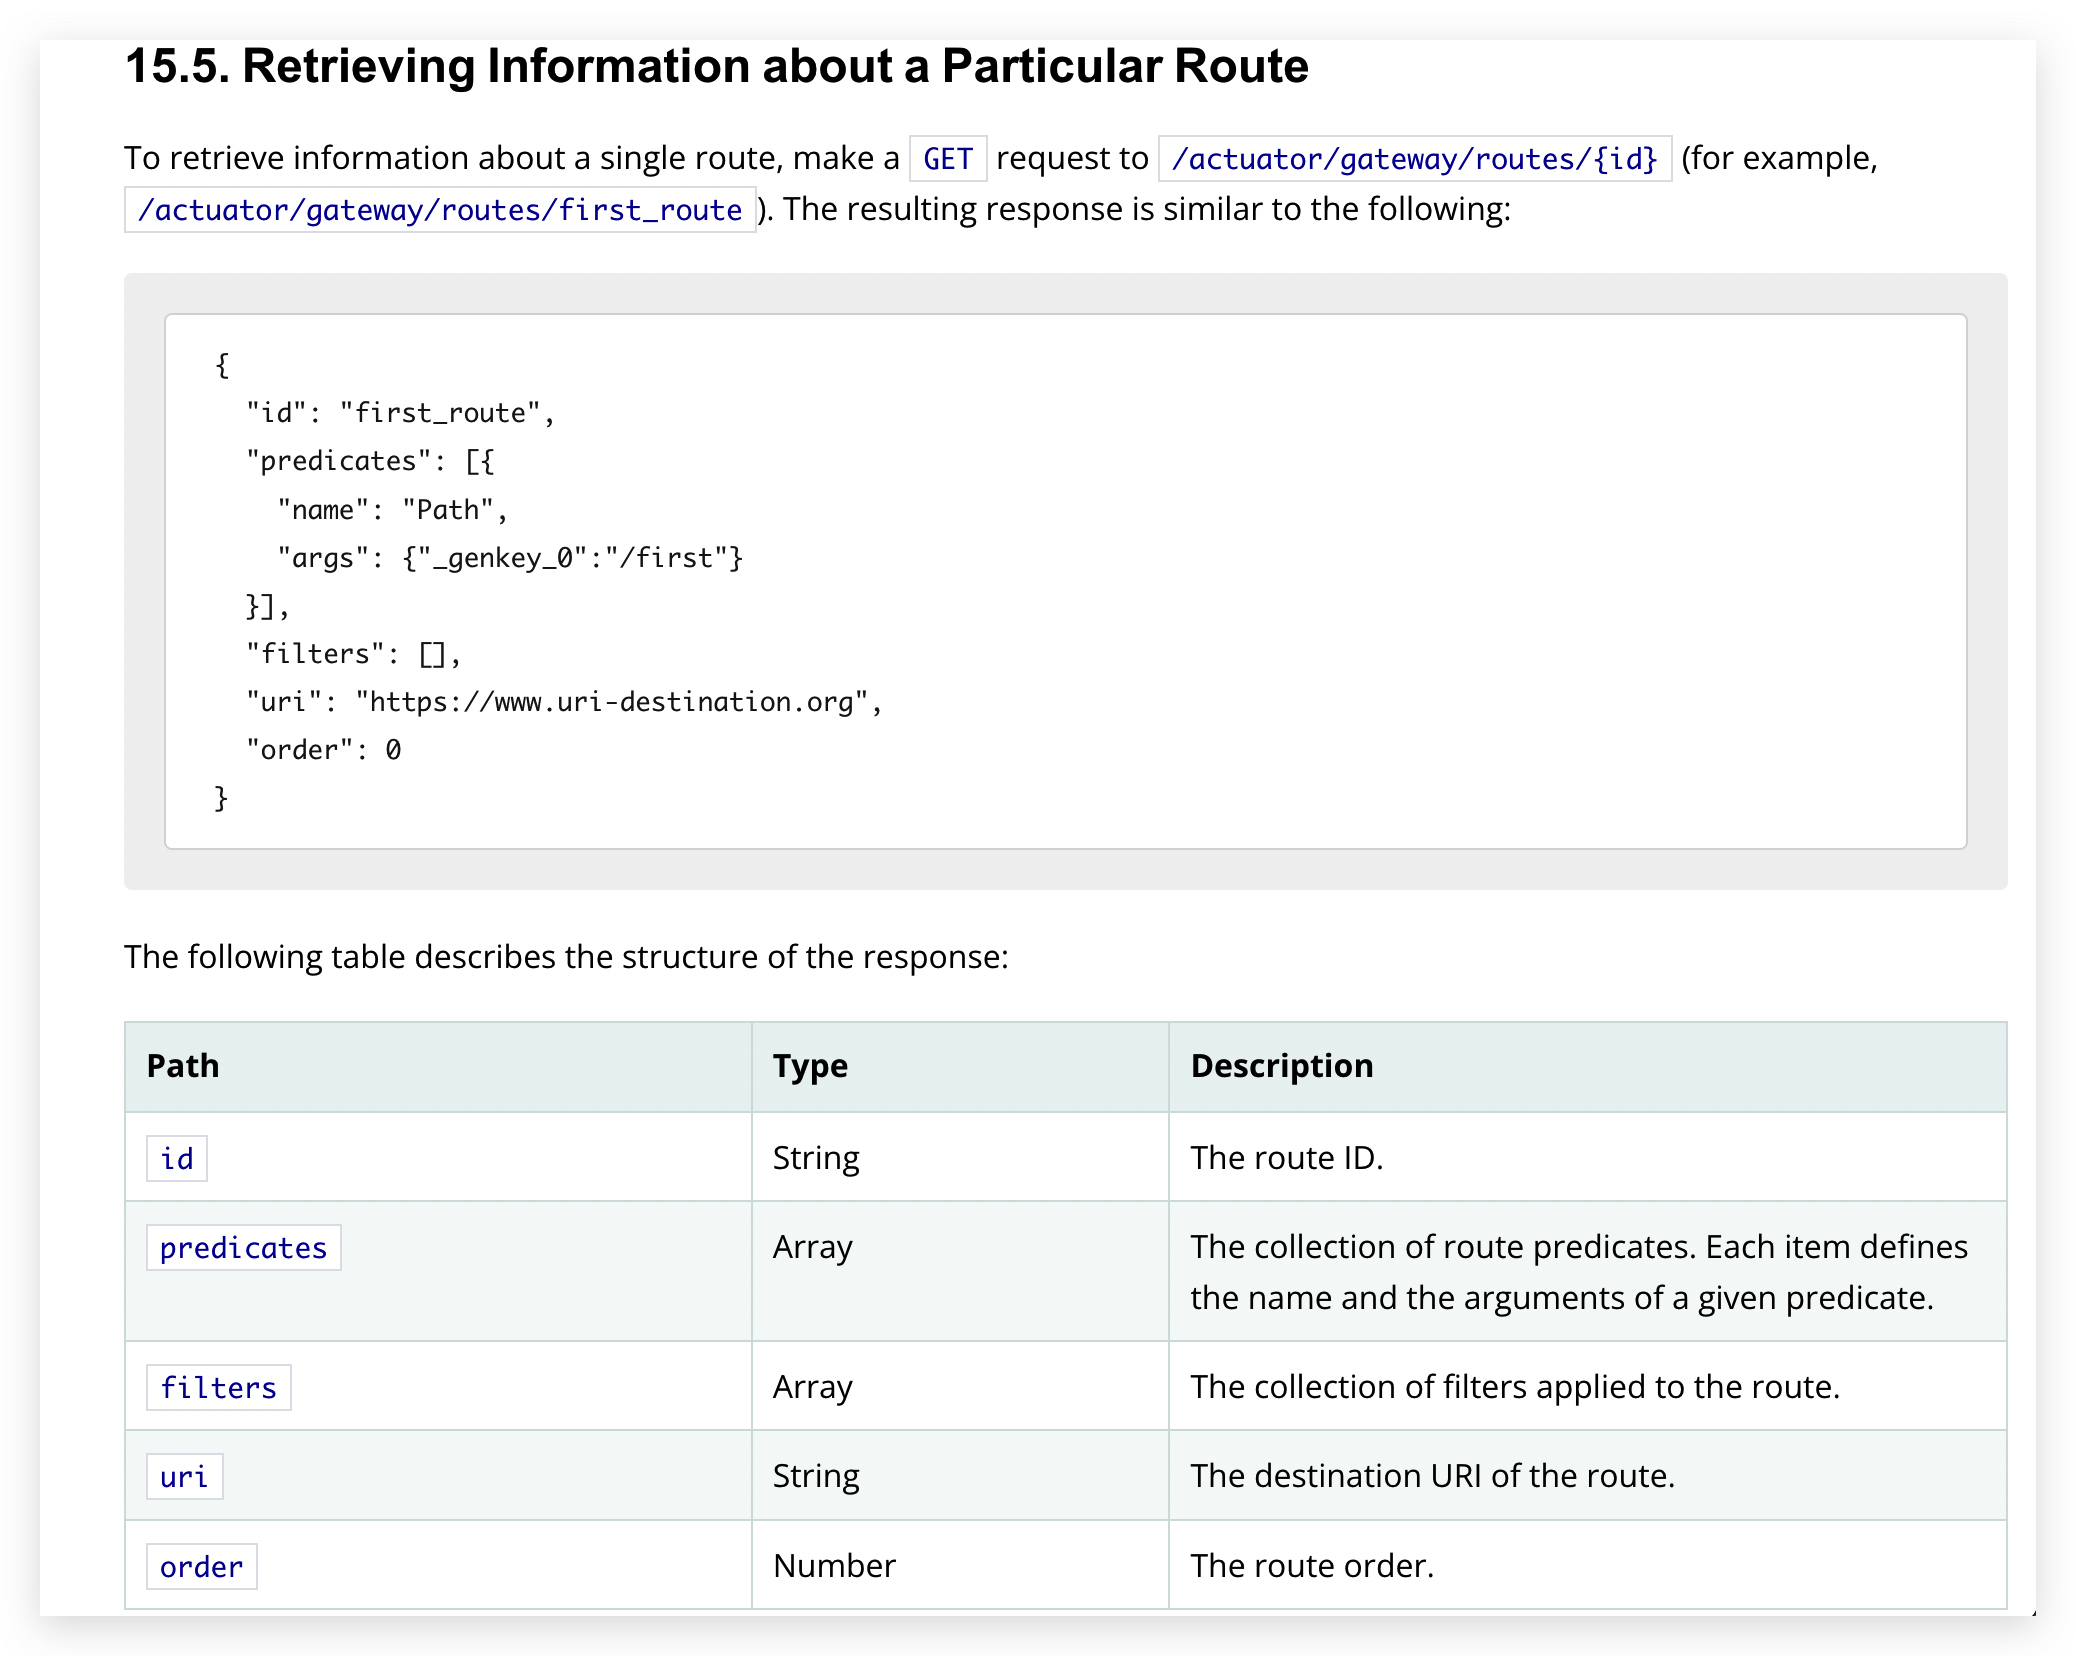 15.5. Retrieving Information about a Particular Route
To retrieve information about a single route, make a GET request to /actuator/gateway/routes/{id} (for example,
/actuator/gateway/routes/first_route ). The resulting response is similar to the following:
{
  "id": "first_route",
  "predicates": [{
    "name": "Path",
    "args": {"_genkey_0":"/first"}
  }],
  "filters": [],
  "uri": "https://www.uri-destination.org",
  "order": 0
}
The following table describes the structure of the response:
Path Type Description
id String The route ID.
predicates Array The collection of route predicates. Each item defines
the name and the arguments of a given predicate.
filters Array The collection of filters applied to the route.
uri String The destination URI of the route.
order Number The route order.